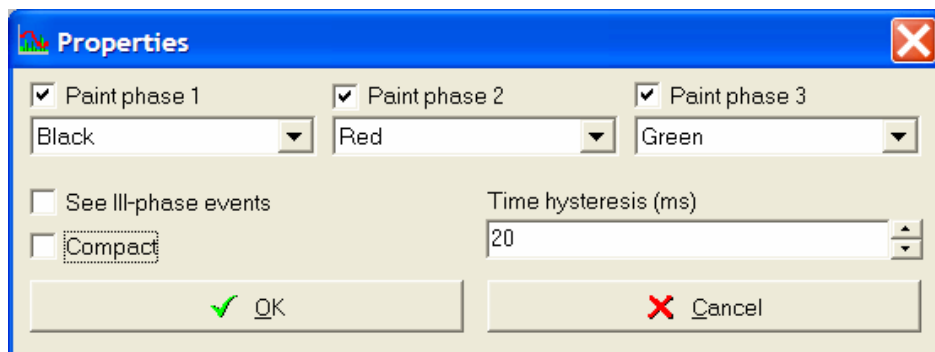 Properties
Paint phase 1 Paint phase 2 Paint phase 3
Black Red Green
See III-phase events Time hysteresis (ms)
Compact 20
OK Cancel